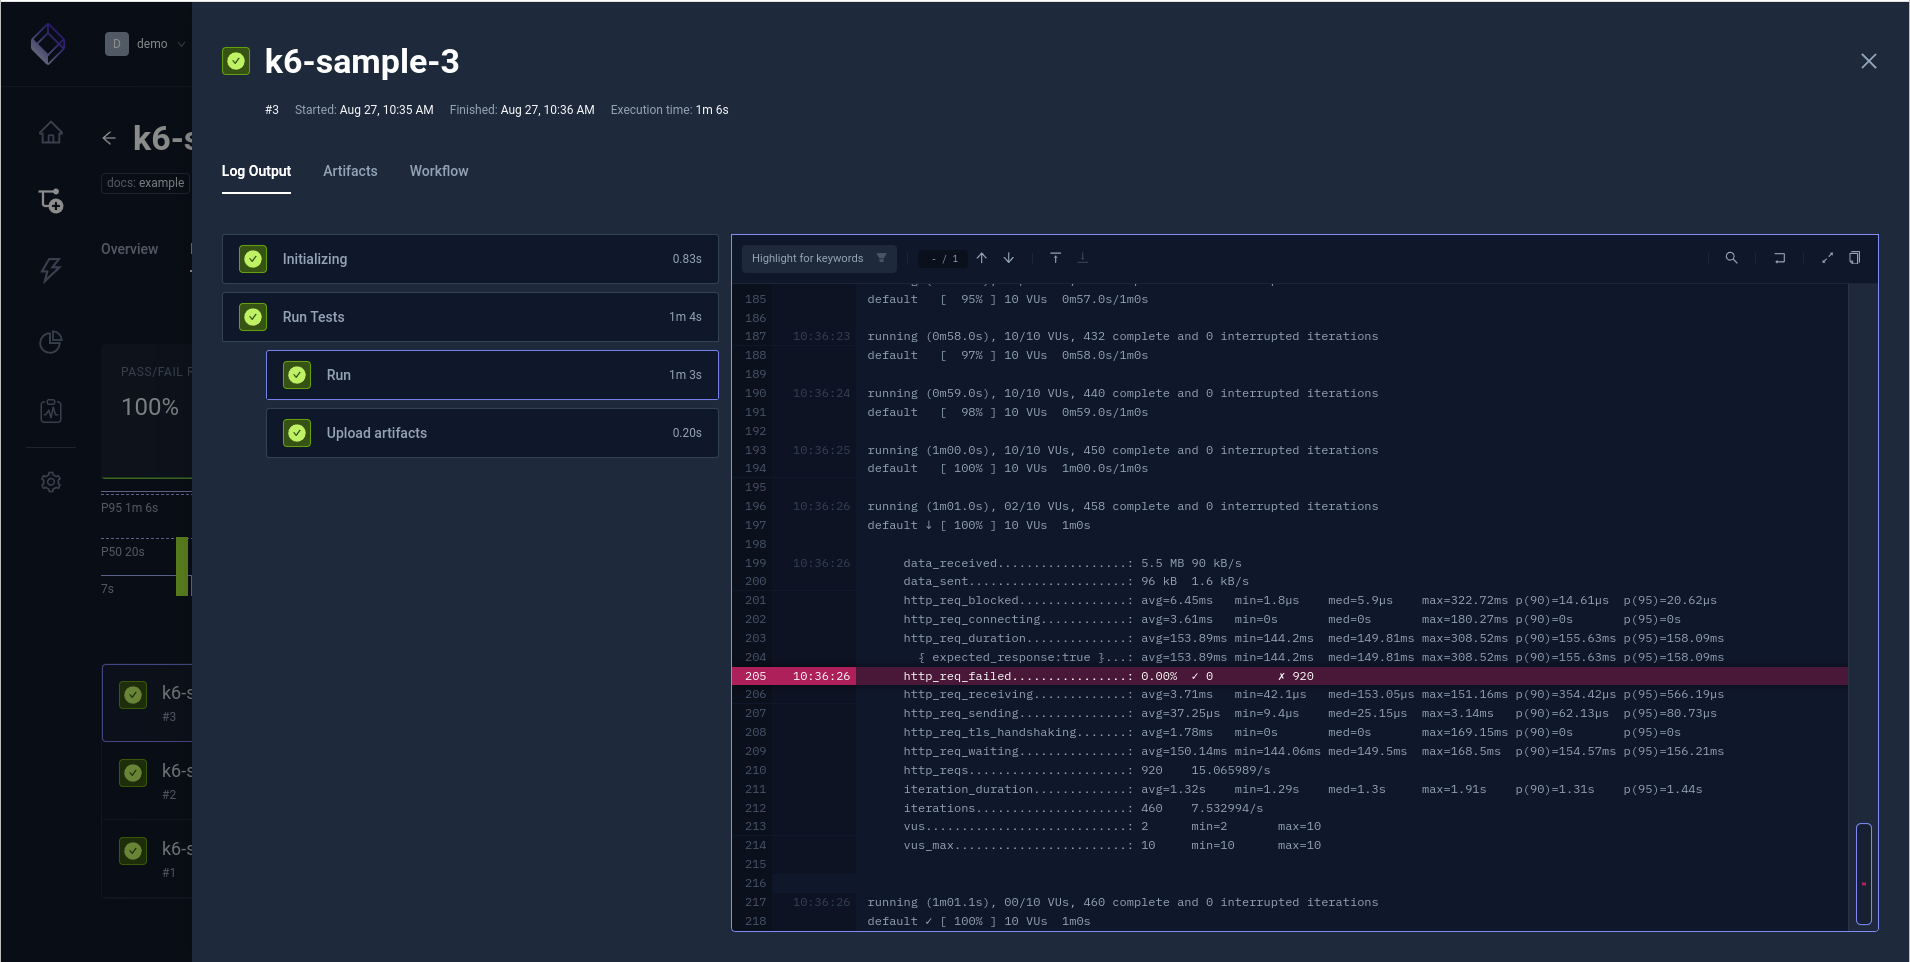 D demo
k6-sample-3
#3 Started: Aug 27, 10:35 AM Finished: Aug 27, 10:36 AM Execution time: 1m 6s
k6-s
docs: example
Log Output Artifacts Workflow
Overview
PASS/FAIL R
100%
P95 1m 6s
P50 20s
7s
k6-s
#3
k6-s
#2
k6-s
#1
Initializing 0.83s
Run Tests 1m 4s
Run 1m 3s
Upload artifacts 0.20s
Highlight for keywords - / 1
185 default [ 95% ] 10 VUs 0m57.0s/1m0s
186
187 10:36:23 running (0m58.0s), 10/10 VUs, 432 complete and 0 interrupted iterations
188 default [ 97% ] 10 VUs 0m58.0s/1m0s
189
190 10:36:24 running (0m59.0s), 10/10 VUs, 440 complete and 0 interrupted iterations
191 default [ 98% ] 10 VUs 0m59.0s/1m0s
192
193 10:36:25 running (1m00.0s), 10/10 VUs, 450 complete and 0 interrupted iterations
194 default [ 100% ] 10 VUs 1m00.0s/1m0s
195
196 10:36:26 running (1m01.0s), 02/10 VUs, 458 complete and 0 interrupted iterations
197 default ↓ [ 100% ] 10 VUs 1m0s
198
199 10:36:26 data_received..................: 5.5 MB 90 kB/s
200 data_sent......................: 96 kB 1.6 kB/s
201 http_req_blocked...............: avg=6.45ms min=1.8µs med=5.9µs max=322.72ms p(90)=14.61µs p(95)=20.62µs
202 http_req_connecting............: avg=3.61ms min=0s med=0s max=180.27ms p(90)=0s p(95)=0s
203 http_req_duration..............: avg=153.89ms min=144.2ms med=149.81ms max=308.52ms p(90)=155.63ms p(95)=158.09ms
204 { expected_response:true }...: avg=153.89ms min=144.2ms med=149.81ms max=308.52ms p(90)=155.63ms p(95)=158.09ms
205 10:36:26 http_req_failed................: 0.00% ✓ 0 ✗ 920
206 http_req_receiving.............: avg=3.71ms min=42.1µs med=153.05µs max=151.16ms p(90)=354.42µs p(95)=566.19µs
207 http_req_sending...............: avg=37.25µs min=9.4µs med=25.15µs max=3.14ms p(90)=62.13µs p(95)=80.73µs
208 http_req_tls_handshaking.......: avg=1.78ms min=0s med=0s max=169.15ms p(90)=0s p(95)=0s
209 http_req_waiting...............: avg=150.14ms min=144.06ms med=149.5ms max=168.5ms p(90)=154.57ms p(95)=156.21ms
210 http_reqs......................: 920 15.065989/s
211 iteration_duration.............: avg=1.32s min=1.29s med=1.3s max=1.91s p(90)=1.31s p(95)=1.44s
212 iterations.....................: 460 7.532994/s
213 vus............................: 2 min=2 max=10
214 vus_max........................: 10 min=10 max=10
215
216
217 10:36:26 running (1m01.1s), 00/10 VUs, 460 complete and 0 interrupted iterations
218 default ✓ [ 100% ] 10 VUs 1m0s